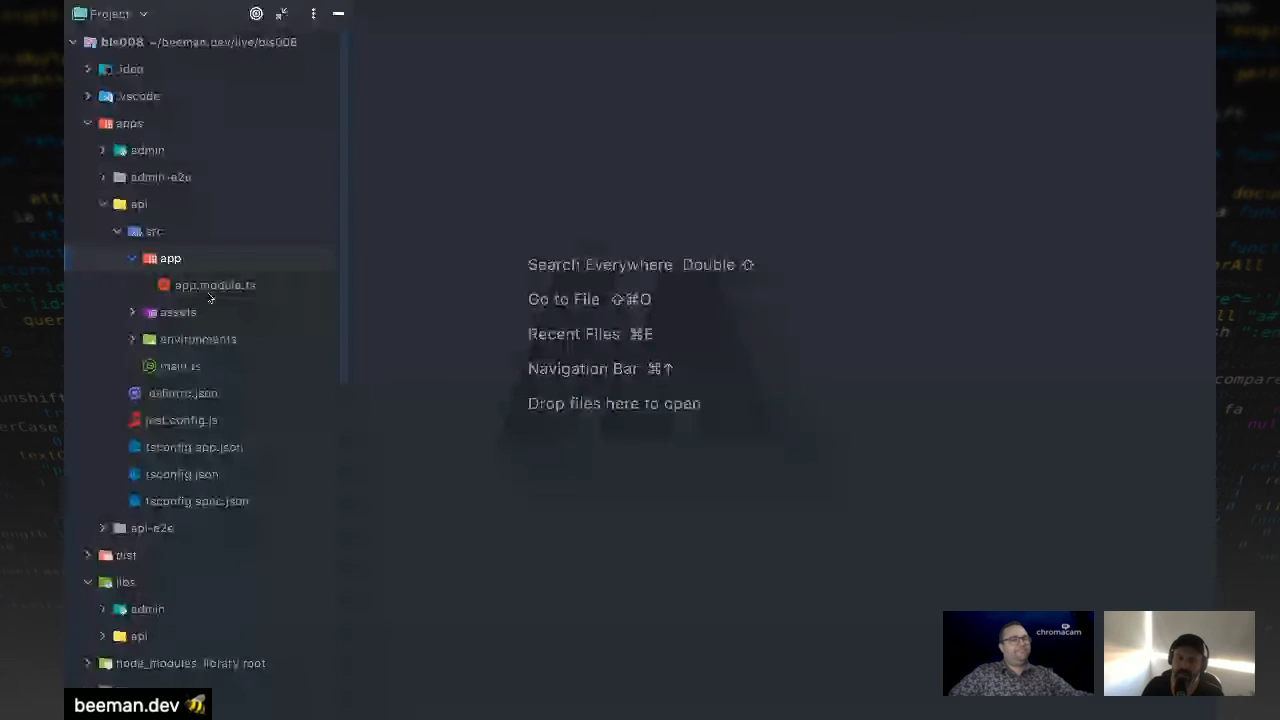 Project
bls008 ~/beeman.dev/live/bls008
.idea
.vscode
apps
admin
admin-e2e
api
src
app
app.module.ts
assets
environments
main.ts
.eslintrc.json
jest.config.js
tsconfig.app.json
tsconfig.json
tsconfig.spec.json
api-e2e
dist
libs
admin
api
node_modules library root
Search Everywhere Double ⇧
Go to File ⇧⌘O
Recent Files ⌘E
Navigation Bar ⌘↑
Drop files here to open
chromacam
beeman.dev 🐝